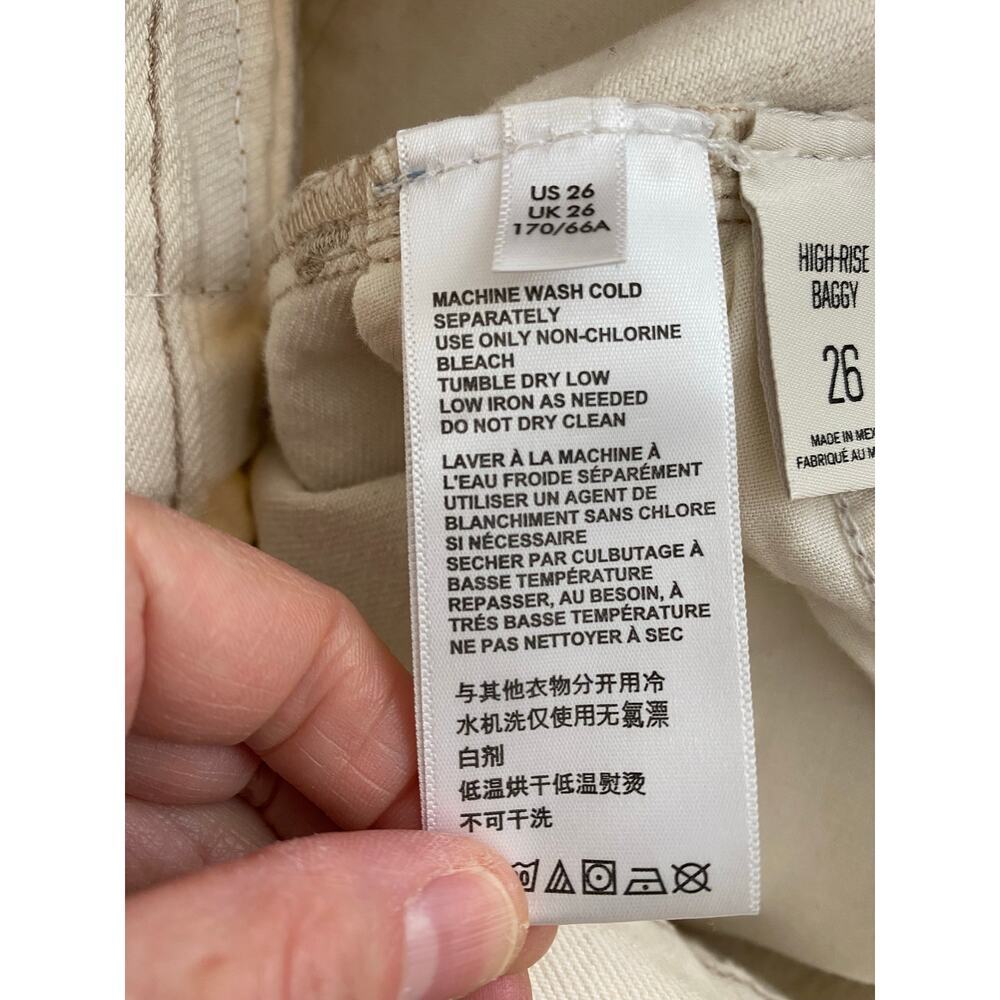 US 26
UK 26
170/66A
MACHINE WASH COLD
SEPARATELY
USE ONLY NON-CHLORINE
BLEACH
TUMBLE DRY LOW
LOW IRON AS NEEDED
DO NOT DRY CLEAN
LAVER À LA MACHINE À
L'EAU FROIDE SÉPARÉMENT
UTILISER UN AGENT DE
BLANCHIMENT SANS CHLORE
SI NÉCESSAIRE
SECHER PAR CULBUTAGE À
BASSE TEMPÉRATURE
REPASSER, AU BESOIN, À
TRÉS BASSE TEMPÉRATURE
NE PAS NETTOYER À SEC
与其他衣物分开用冷
水机洗仅使用无氯漂
白剂
低温烘干低温熨烫
不可干洗
HIGH-RISE
BAGGY
26
MADE IN
FABRIQUÉ AU